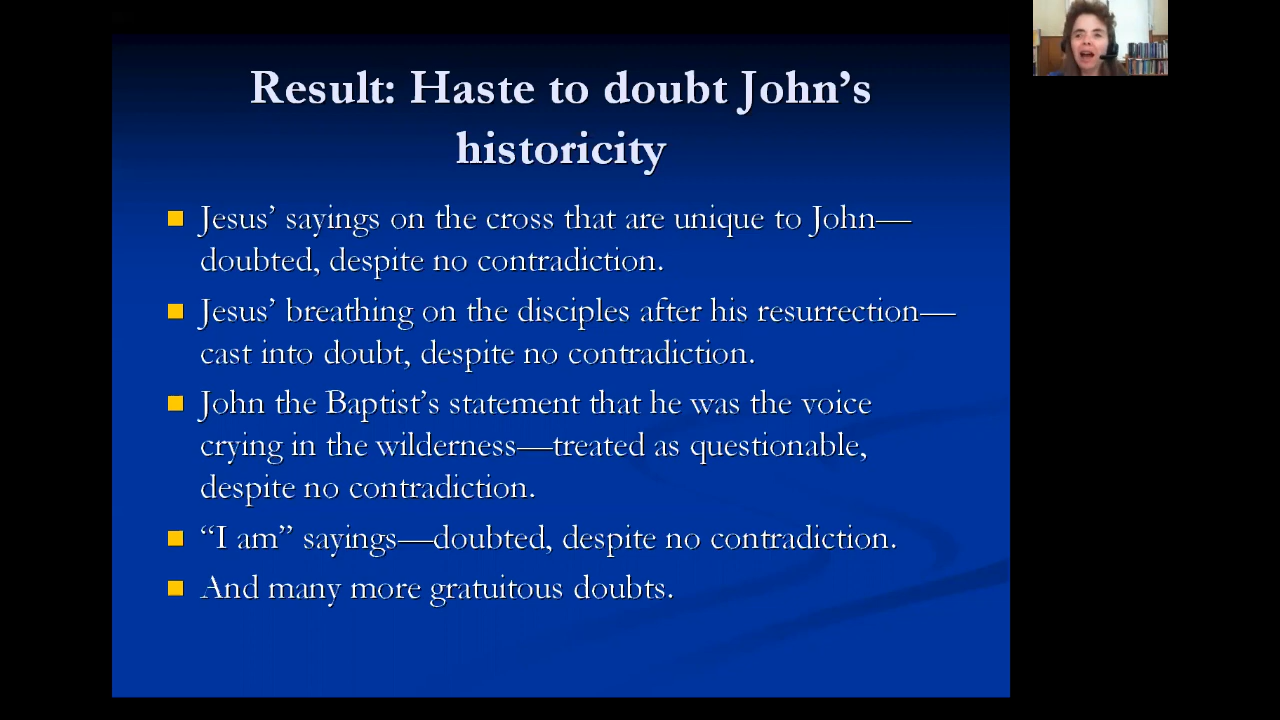 Result: Haste to doubt John’s
historicity
Jesus’ sayings on the cross that are unique to John—
doubted, despite no contradiction.
Jesus’ breathing on the disciples after his resurrection—
cast into doubt, despite no contradiction.
John the Baptist’s statement that he was the voice
crying in the wilderness—treated as questionable,
despite no contradiction.
“I am” sayings—doubted, despite no contradiction.
And many more gratuitous doubts.